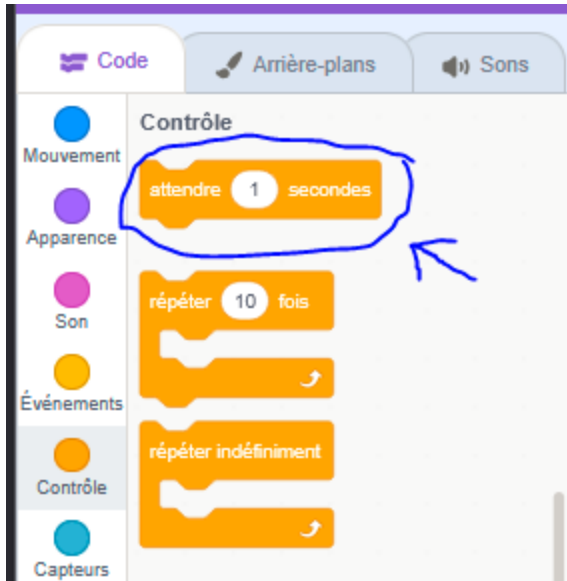 Code
Arrière-plans
Sons
Mouvement
Apparence
Son
Événements
Contrôle
Capteurs
Contrôle
attendre 1 secondes
répéter 10 fois
répéter indéfiniment